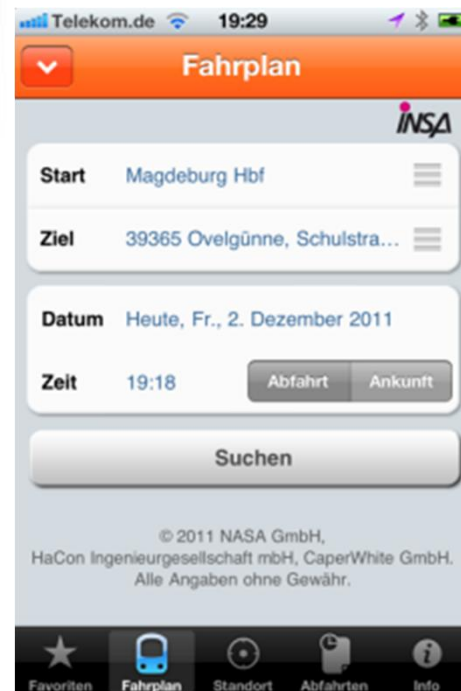 Telekom.de 19:29
Fahrplan
INSA
Start Magdeburg Hbf
Ziel 39365 Ovelgünne, Schulstra...
Datum Heute, Fr., 2. Dezember 2011
Zeit 19:18 Abfahrt Ankunft
Suchen
© 2011 NASA GmbH,
HaCon Ingenieurgesellschaft mbH, CaperWhite GmbH.
Alle Angaben ohne Gewähr.
Favoriten Fahrplan Standort Abfahrten Info